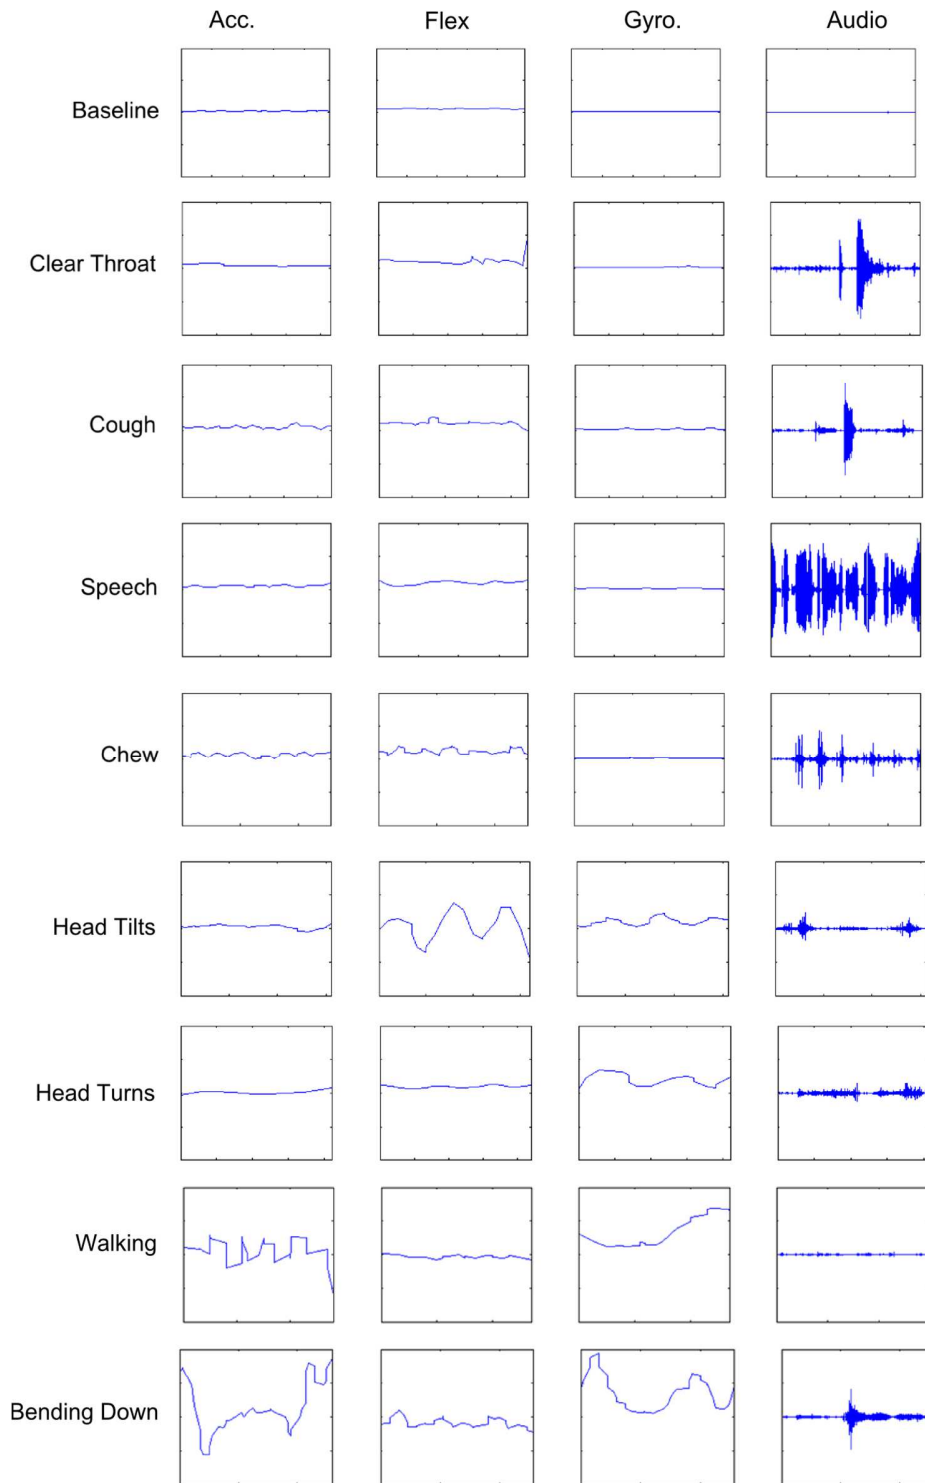 Acc. Flex Gyro. Audio
Baseline
Clear Throat
Cough
Speech
Chew
Head Tilts
Head Turns
Walking
Bending Down